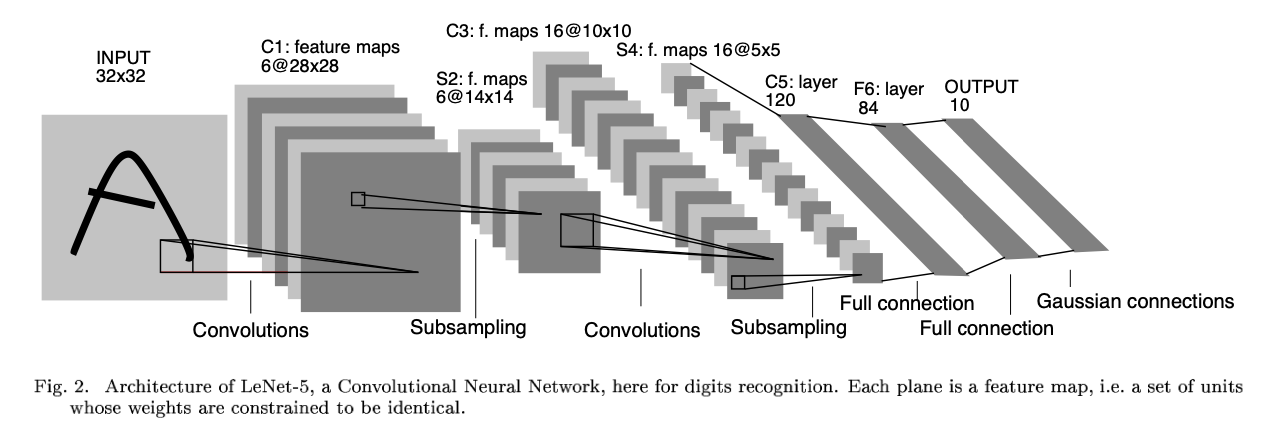 INPUT
32x32
C1: feature maps
6@28x28
S2: f. maps
6@14x14
C3: f. maps 16@10x10
S4: f. maps 16@5x5
C5: layer
120
F6: layer
84
OUTPUT
10
Convolutions
Subsampling
Convolutions
Subsampling
Full connection
Full connection
Gaussian connections
Fig. 2. Architecture of LeNet-5, a Convolutional Neural Network, here for digits recognition. Each plane is a feature map, i.e. a set of units
whose weights are constrained to be identical.